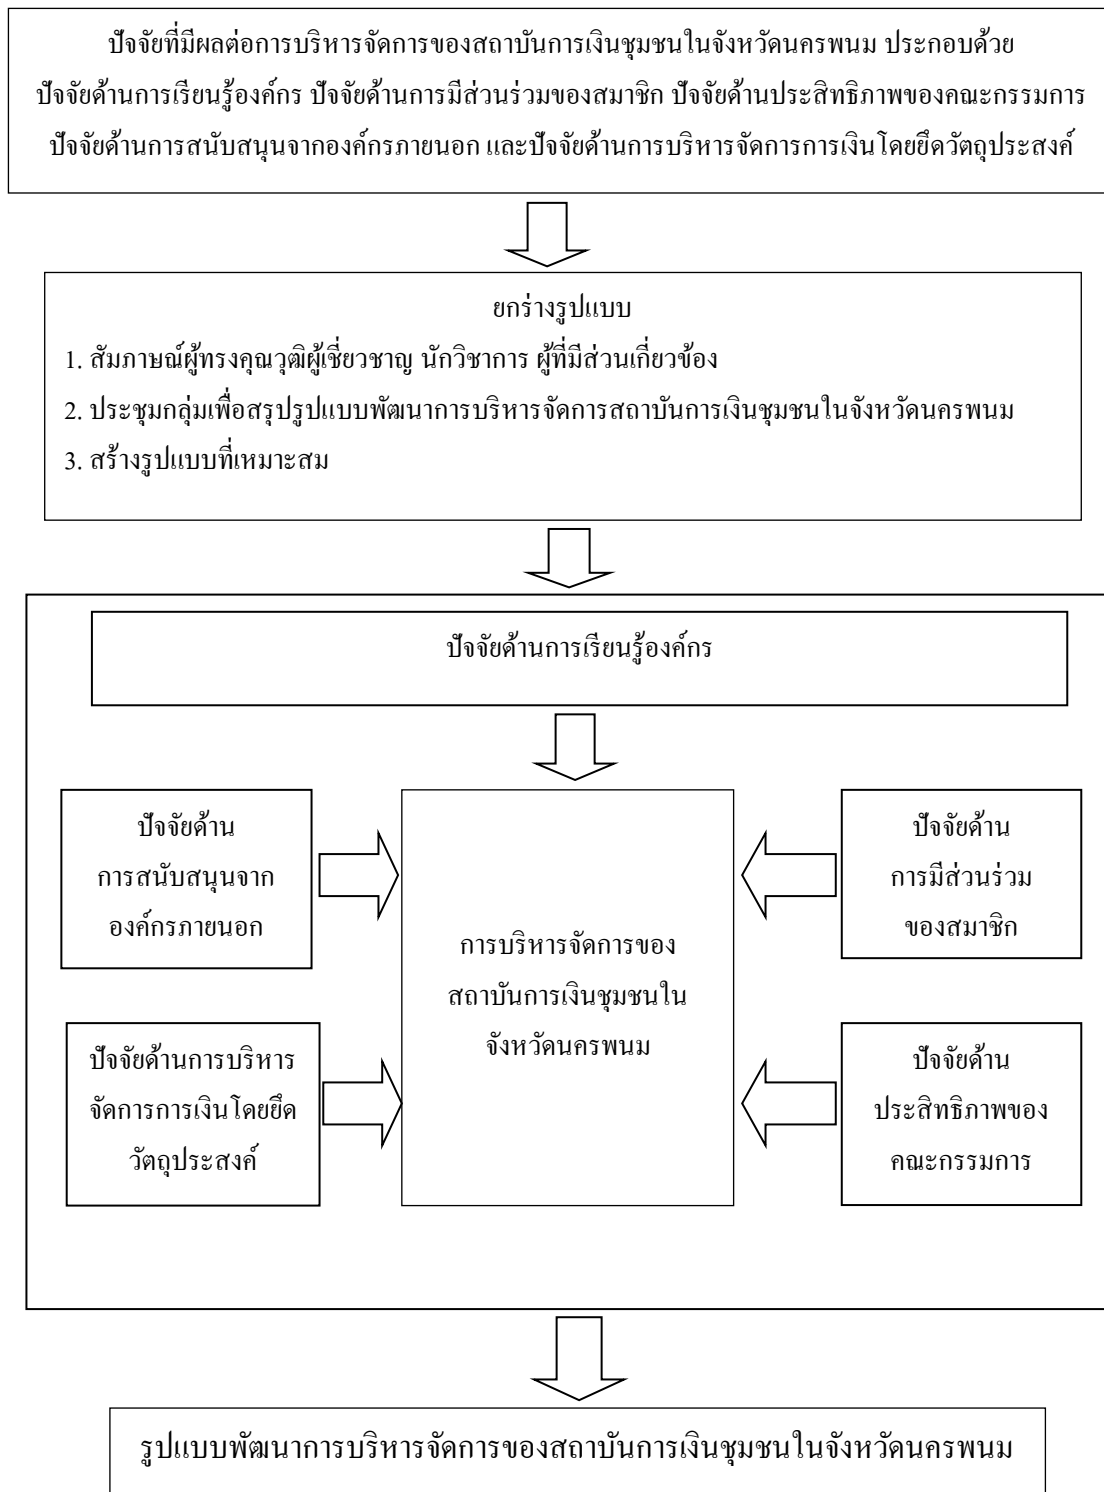 ปัจจัยที่มีผลต่อการบริหารจัดการของสถาบันการเงินชุมชนในจังหวัดนครพนม ประกอบด้วย
ปัจจัยด้านการเรียนรู้องค์กร ปัจจัยด้านการมีส่วนร่วมของสมาชิก ปัจจัยด้านประสิทธิภาพของคณะกรรมการ
ปัจจัยด้านการสนับสนุนจากองค์กรภายนอก และปัจจัยด้านการบริหารจัดการการเงินโดยยึดวัตถุประสงค์
ยกร่างรูปแบบ
1. สัมภาษณ์ผู้ทรงคุณวุฒิผู้เชี่ยวชาญ นักวิชาการ ผู้ที่มีส่วนเกี่ยวข้อง
2. ประชุมกลุ่มเพื่อสรุปรูปแบบพัฒนาการบริหารจัดการสถาบันการเงินชุมชนในจังหวัดนครพนม
3. สร้างรูปแบบที่เหมาะสม
ปัจจัยด้านการเรียนรู้องค์กร
ปัจจัยด้าน
การสนับสนุนจาก
องค์กรภายนอก
ปัจจัยด้านการบริหาร
จัดการการเงินโดยยึด
วัตถุประสงค์
การบริหารจัดการของ
สถาบันการเงินชุมชนใน
จังหวัดนครพนม
ปัจจัยด้าน
การมีส่วนร่วม
ของสมาชิก
ปัจจัยด้าน
ประสิทธิภาพของ
คณะกรรมการ
รูปแบบพัฒนาการบริหารจัดการของสถาบันการเงินชุมชนในจังหวัดนครพนม